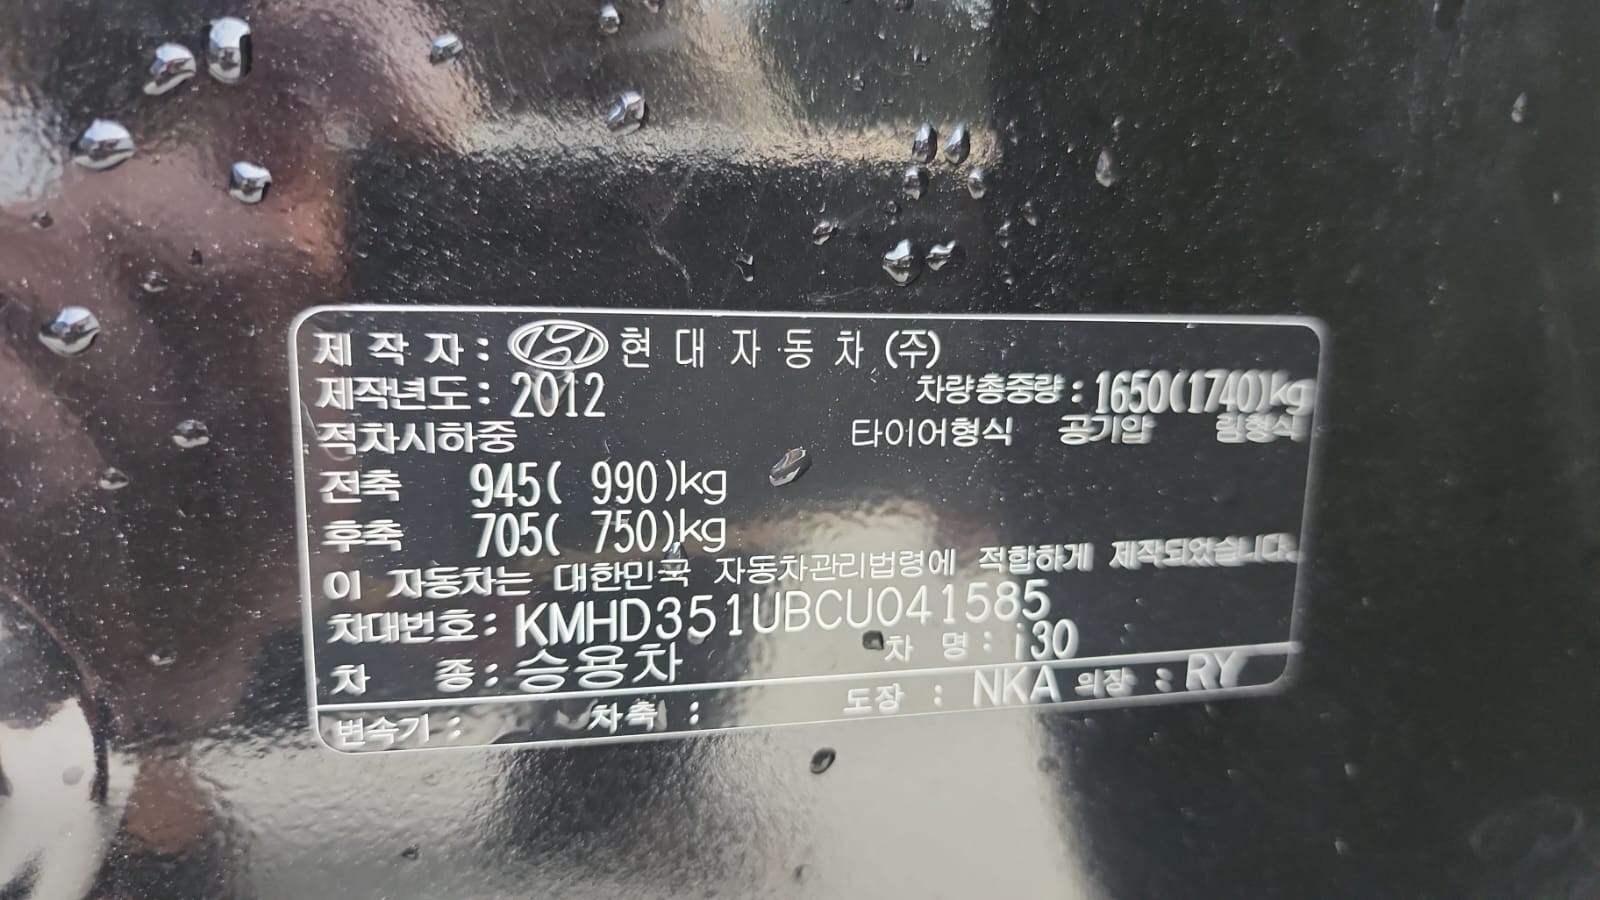 제 작 자 : 현 대 자 동 차 (주)
제작년도 : 2012 차량총중량 : 1650(1740)kg
적차시하중 타이어형식 공기압 림형식
전축 945( 990)kg
후축 705( 750)kg
이 자동차는 대한민국 자동차관리법령에 적합하게 제작되었습니다.
차대번호 : KMHD351UBCU041585
차 종 : 승용차 차 명 : i30
변속기 : 차축 : 도장 : NKA 의장 : RY